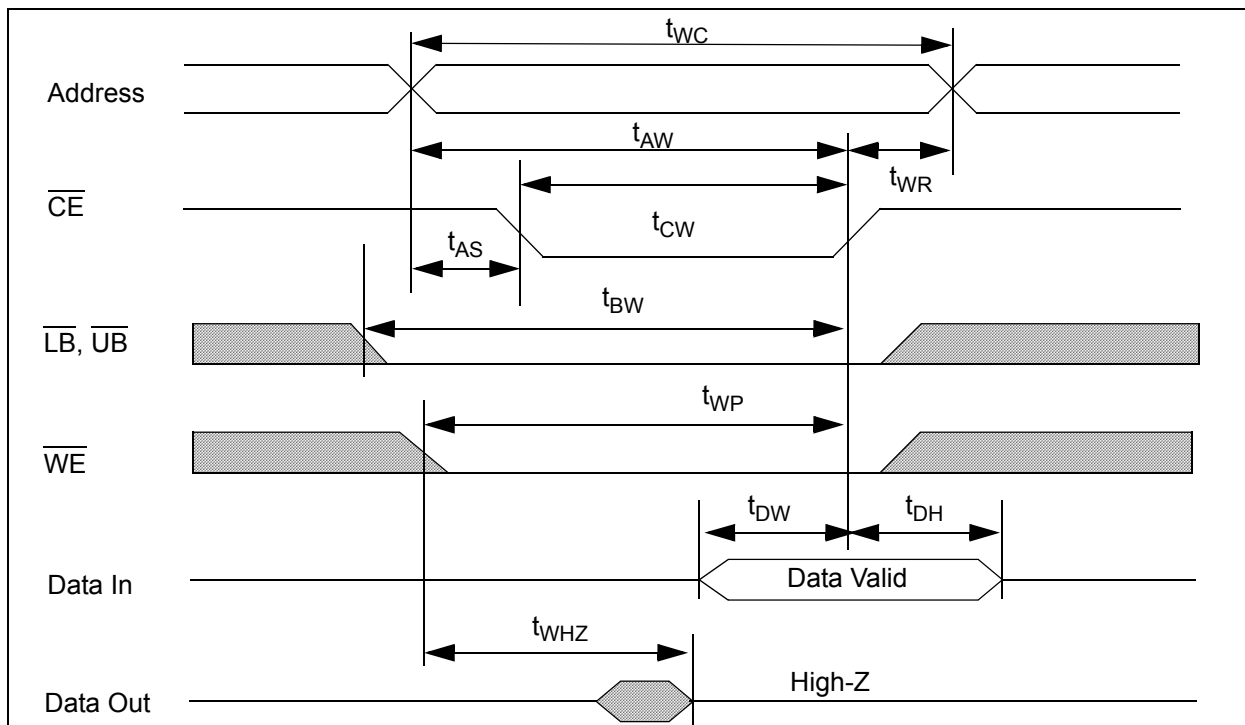 tWC
Address
tAW
tWR
CE
tCW
tAS
tBW
LB, UB
tWP
WE
tDW
tDH
Data In
Data Valid
tWHZ
High-Z
Data Out